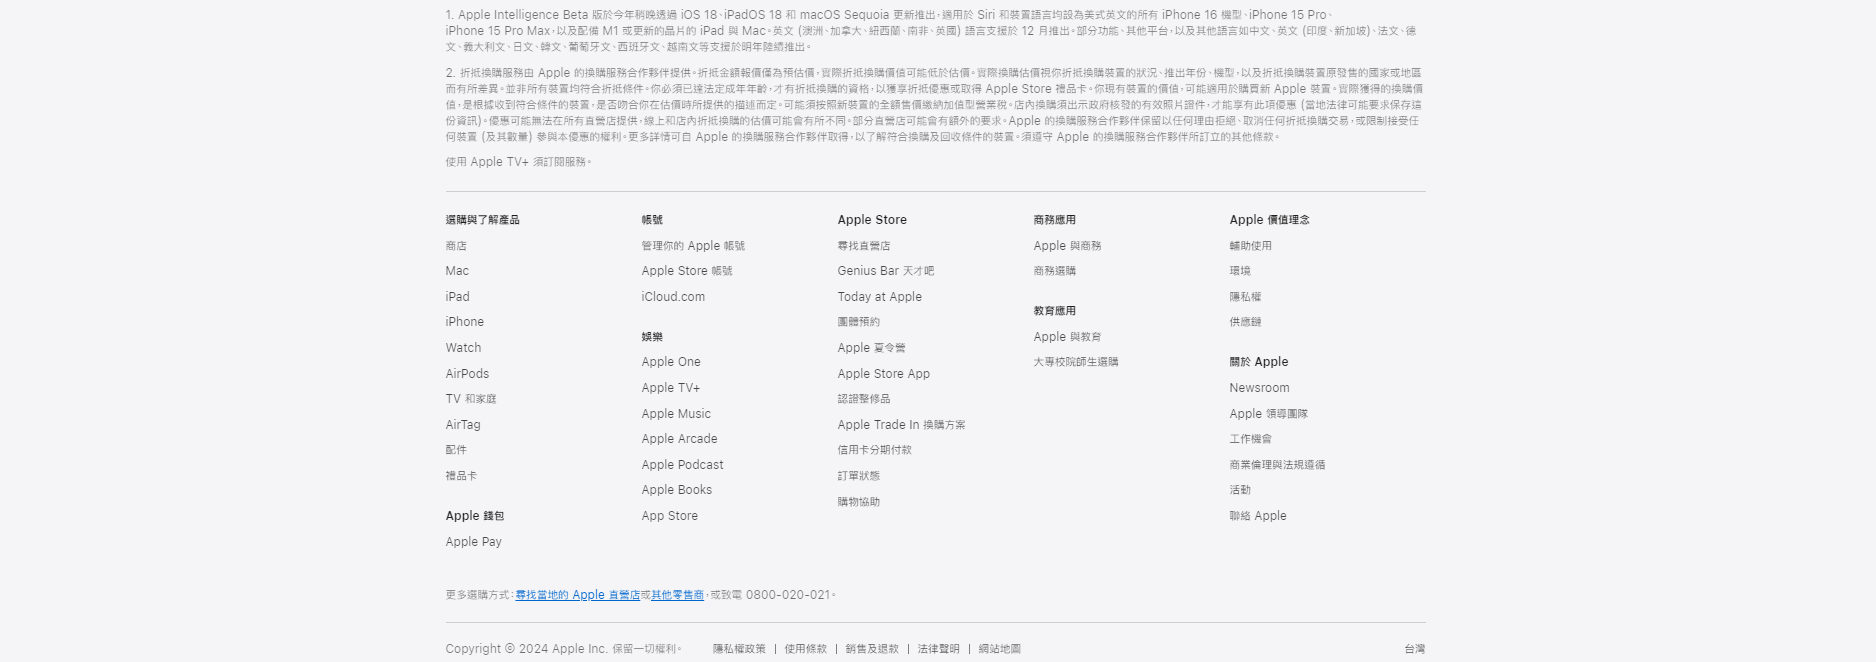 1. Apple Intelligence Beta 版於今年稍晚透過 iOS 18、iPadOS 18 和 macOS Sequoia 更新推出，適用於 Siri 和裝置語言均設為美式英文的所有 iPhone 16 機型、iPhone 15 Pro、
iPhone 15 Pro Max，以及配備 M1 或更新的晶片的 iPad 與 Mac。英文 (澳洲、加拿大、紐西蘭、南非、英國) 語言支援於 12 月推出。部分功能、其他平台，以及其他語言如中文、英文 (印度、新加坡)、法文、德
文、義大利文、日文、韓文、葡萄牙文、西班牙文、越南文等支援於明年陸續推出。
2. 折抵換購服務由 Apple 的換購服務合作夥伴提供。折抵金額報價僅為預估價，實際折抵換購價值可能低於估價。實際換購估價視你折抵換購裝置的狀況、推出年份、機型，以及折抵換購裝置原發售的國家或地區
而有所差異。並非所有裝置均符合折抵條件。你必須已達法定成年年齡，才有折抵換購的資格，以獲享折抵優惠或取得 Apple Store 禮品卡。你現有裝置的價值，可能適用於購買新 Apple 裝置。實際獲得的換購價
值，是根據收到符合條件的裝置，是否吻合你在估價時所提供的描述而定。可能須按照新裝置的全額售價繳納加值型營業稅。店內換購須出示政府核發的有效照片證件，才能享有此項優惠 (當地法律可能要求保存這
份資訊)。優惠可能無法在所有直營店提供，線上和店內折抵換購的估價可能會有所不同。部分直營店可能會有額外的要求。Apple 的換購服務合作夥伴保留以任何理由拒絕、取消任何折抵換購交易，或限制接受任
何裝置 (及其數量) 參與本優惠的權利。更多詳情可自 Apple 的換購服務合作夥伴取得，以了解符合換購及回收條件的裝置。須遵守 Apple 的換購服務合作夥伴所訂立的其他條款。
使用 Apple TV+ 須訂閱服務。
選購與了解產品
商店
Mac
iPad
iPhone
Watch
AirPods
TV 和家庭
AirTag
配件
禮品卡
Apple 錢包
Apple Pay
帳號
管理你的 Apple 帳號
Apple Store 帳號
iCloud.com
娛樂
Apple One
Apple TV+
Apple Music
Apple Arcade
Apple Podcast
Apple Books
App Store
Apple Store
尋找直營店
Genius Bar 天才吧
Today at Apple
團體預約
Apple 夏令營
Apple Store App
認證整修品
Apple Trade In 換購方案
信用卡分期付款
訂單狀態
購物協助
商務應用
Apple 與商務
商務選購
教育應用
Apple 與教育
大專校院師生選購
Apple 價值理念
輔助使用
環境
隱私權
供應鏈
關於 Apple
Newsroom
Apple 領導團隊
工作機會
商業倫理與法規遵循
活動
聯絡 Apple
更多選購方式：尋找當地的 Apple 直營店或其他零售商，或致電 0800-020-021。
Copyright © 2024 Apple Inc. 保留一切權利。 隱私權政策 | 使用條款 | 銷售及退款 | 法律聲明 | 網站地圖 台灣